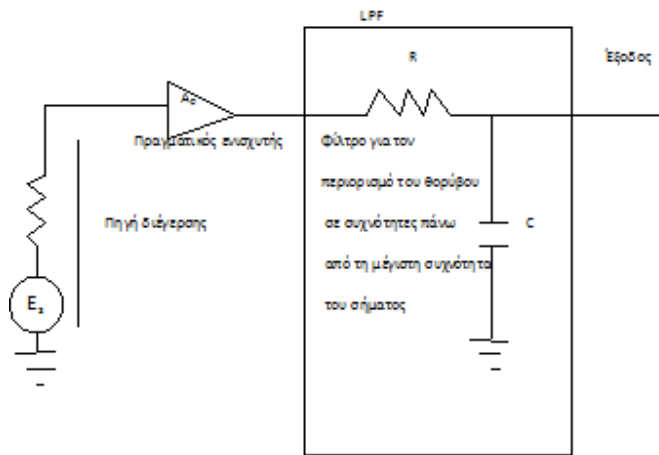 LPF
R
Έξοδος
A₀
Πραγματικός ενισχυτής
Φίλτρο για τον
περιορισμό του θορύβου
Πηγή διέγερσης
σε συχνότητες πάνω
C
από τη μέγιστη συχνότητα
Eₛ
του σήματος